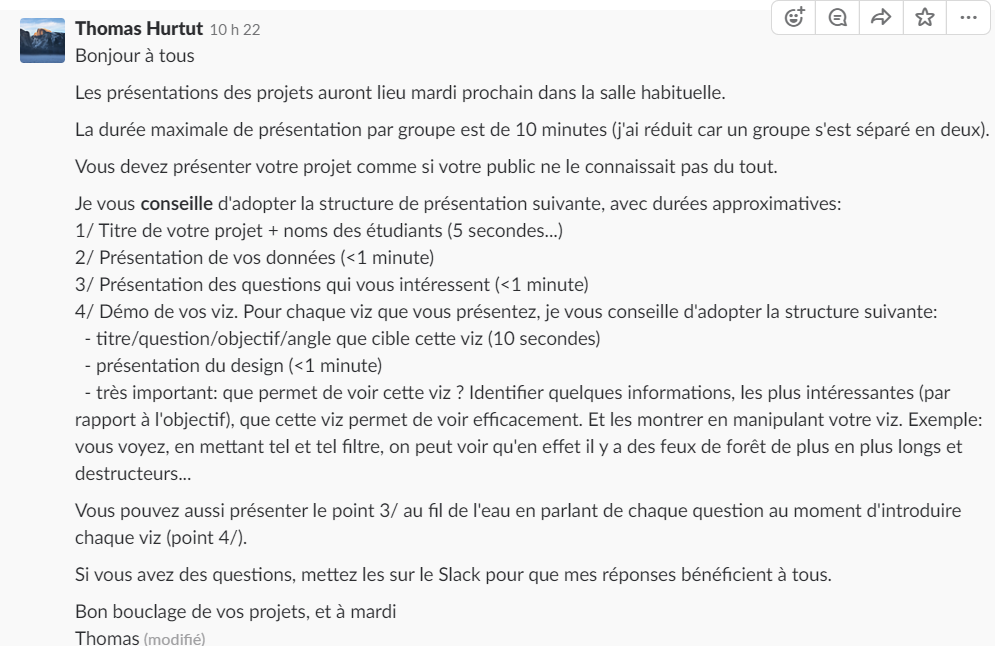 Thomas Hurtut 10 h 22
Bonjour à tous
Les présentations des projets auront lieu mardi prochain dans la salle habituelle.
La durée maximale de présentation par groupe est de 10 minutes (j'ai réduit car un groupe s'est séparé en deux).
Vous devez présenter votre projet comme si votre public ne le connaissait pas du tout.
Je vous conseille d'adopter la structure de présentation suivante, avec durées approximatives:
1/ Titre de votre projet + noms des étudiants (5 secondes...)
2/ Présentation de vos données (<1 minute)
3/ Présentation des questions qui vous intéressent (<1 minute)
4/ Démo de vos viz. Pour chaque viz que vous présentez, je vous conseille d'adopter la structure suivante:
- titre/question/objectif/angle que cible cette viz (10 secondes)
- présentation du design (<1 minute)
- très important: que permet de voir cette viz ? Identifier quelques informations, les plus intéressantes (par
rapport à l'objectif), que cette viz permet de voir efficacement. Et les montrer en manipulant votre viz. Exemple:
vous voyez, en mettant tel et tel filtre, on peut voir qu'en effet il y a des feux de forêt de plus en plus longs et
destructeurs...
Vous pouvez aussi présenter le point 3/ au fil de l'eau en parlant de chaque question au moment d'introduire
chaque viz (point 4/).
Si vous avez des questions, mettez les sur le Slack pour que mes réponses bénéficient à tous.
Bon bouclage de vos projets, et à mardi
Thomas (modifié)